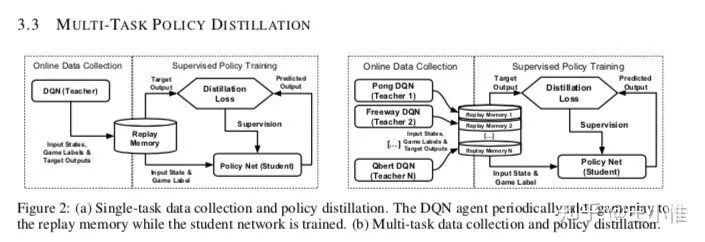 3.3 MULTI-TASK POLICY DISTILLATION
Online Data Collection
Supervised Policy Training
DQN (Teacher)
Input States,
Game Labels &
Target Outputs
Replay
Memory
Target
Output
Distillation
Loss
Predicted
Output
Supervision
Policy Net (Student)
Input State &
Game Label
Online Data Collection
Supervised Policy Training
Pong DQN
(Teacher 1)
Freeway DQN
(Teacher 2)
[...]
Input States,
Game Labels &
Target Outputs
Qbert DQN
(Teacher N)
Replay Memory 1
Replay Memory 2
[...]
Replay Memory N
Target
Output
Distillation
Loss
Predicted
Output
Supervision
Policy Net
(Student)
Input State &
Game Label
Figure 2: (a) Single-task data collection and policy distillation. The DQN agent periodically adds gameplay to
the replay memory while the student network is trained. (b) Multi-task data collection and policy distillation.
知乎